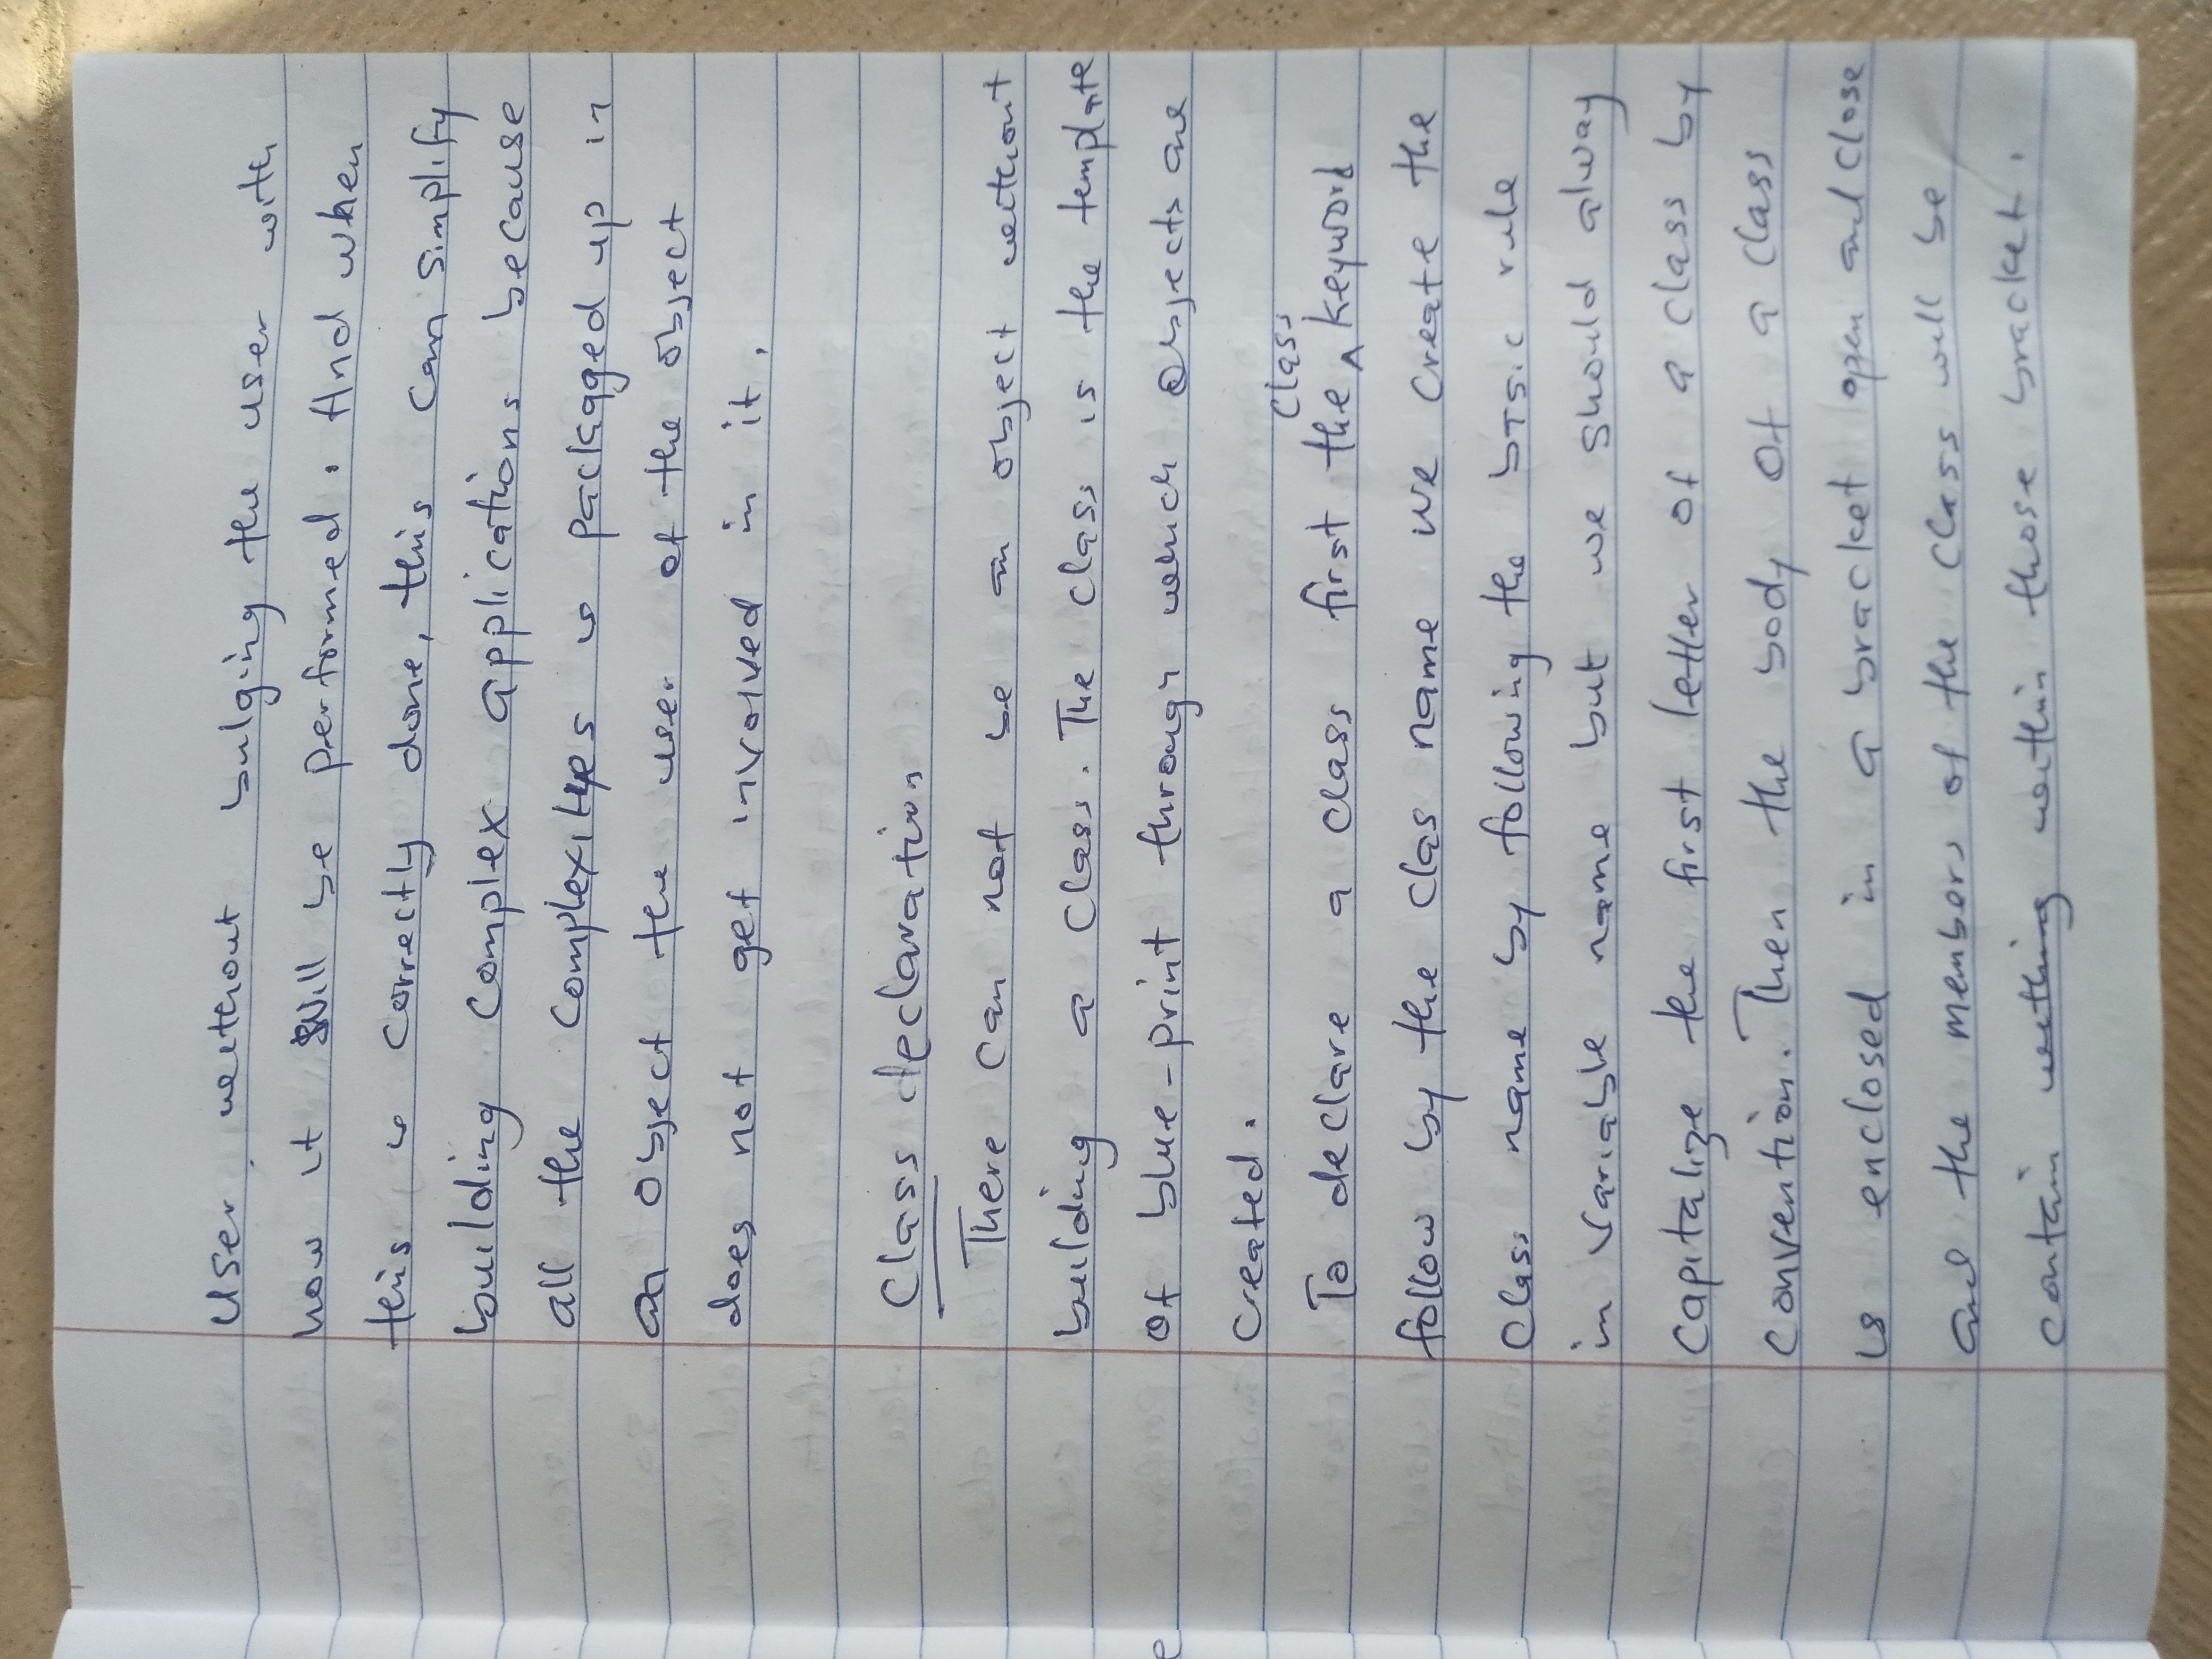 User without bulging the user with
how it will be performed. And when
this is correctly done, this can simplify
building complex applications because
all the complexityes is packaged up in
an object the user of the object
does not get involved in it.
Class declaration
There can not be an object without
building a class. The class is the template
of blue-print through which objects are
created.
To declare a class first the class keyword
follow by the clas name we create the
class name by following the basic rule
in variable name but we should alway
capitalize the first letter of a class by
convention. Then the body of a class
is enclosed in a bracket open and close
and the members of the class will be
contain within those bracket.